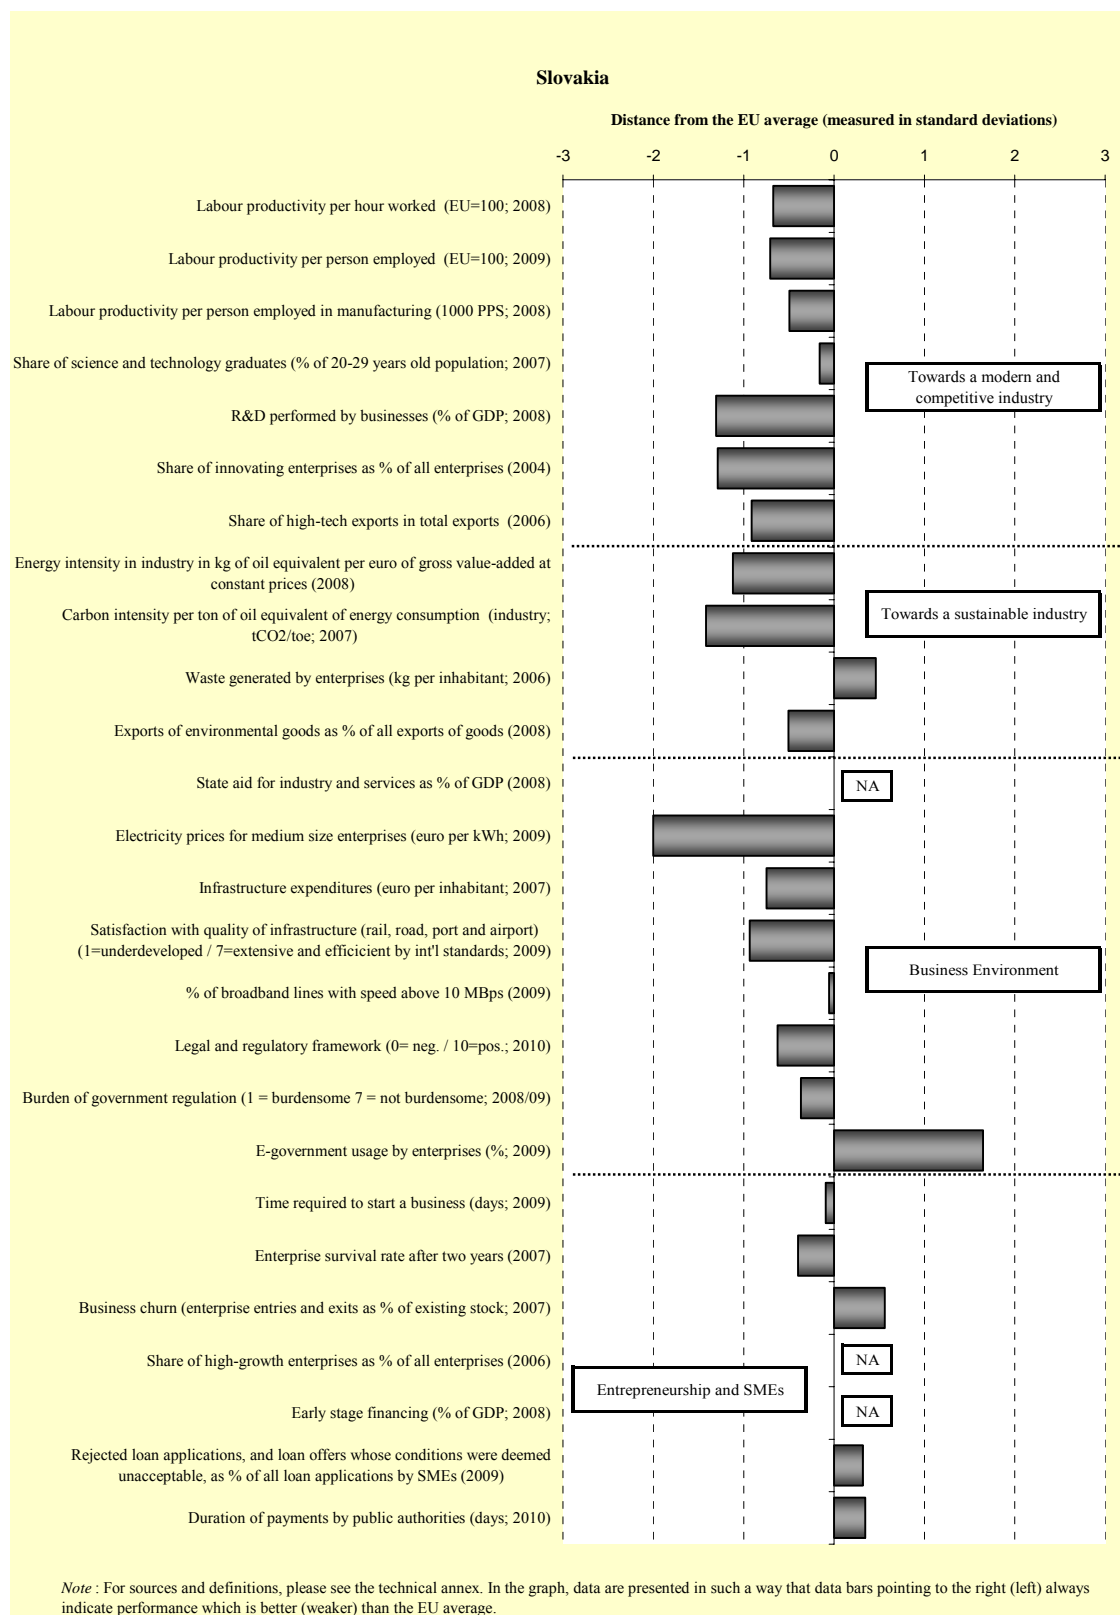 Slovakia
Distance from the EU average (measured in standard deviations)
-3 -2 -1 0 1 2 3
Labour productivity per hour worked (EU=100; 2008)
Labour productivity per person employed (EU=100; 2009)
Labour productivity per person employed in manufacturing (1000 PPS; 2008)
Share of science and technology graduates (% of 20-29 years old population; 2007)
Towards a modern and
competitive industry
R&D performed by businesses (% of GDP; 2008)
Share of innovating enterprises as % of all enterprises (2004)
Share of high-tech exports in total exports (2006)
Energy intensity in industry in kg of oil equivalent per euro of gross value-added at
constant prices (2008)
Carbon intensity per ton of oil equivalent of energy consumption (industry;
tCO2/toe; 2007)
Towards a sustainable industry
Waste generated by enterprises (kg per inhabitant; 2006)
Exports of environmental goods as % of all exports of goods (2008)
State aid for industry and services as % of GDP (2008)
NA
Electricity prices for medium size enterprises (euro per kWh; 2009)
Infrastructure expenditures (euro per inhabitant; 2007)
Satisfaction with quality of infrastructure (rail, road, port and airport)
(1=underdeveloped / 7=extensive and efficicient by int'l standards; 2009)
Business Environment
% of broadband lines with speed above 10 MBps (2009)
Legal and regulatory framework (0= neg. / 10=pos.; 2010)
Burden of government regulation (1 = burdensome 7 = not burdensome; 2008/09)
E-government usage by enterprises (%; 2009)
Time required to start a business (days; 2009)
Enterprise survival rate after two years (2007)
Business churn (enterprise entries and exits as % of existing stock; 2007)
Share of high-growth enterprises as % of all enterprises (2006)
NA
Entrepreneurship and SMEs
Early stage financing (% of GDP; 2008)
NA
Rejected loan applications, and loan offers whose conditions were deemed
unacceptable, as % of all loan applications by SMEs (2009)
Duration of payments by public authorities (days; 2010)
Note : For sources and definitions, please see the technical annex. In the graph, data are presented in such a way that data bars pointing to the right (left) always
indicate performance which is better (weaker) than the EU average.